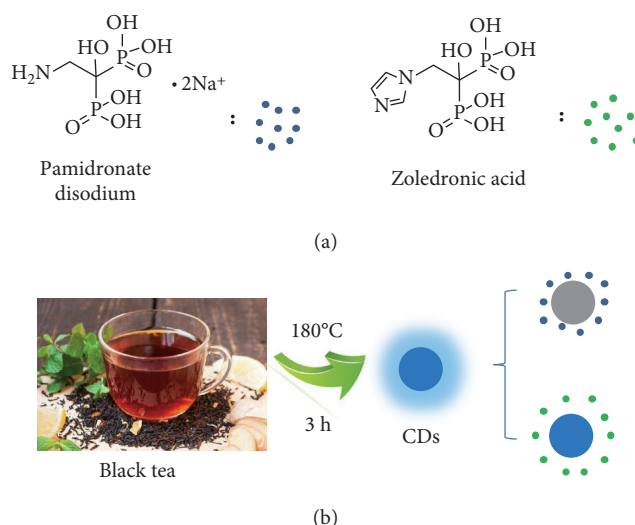 OH
OH
HO
P
O
H₂N
P
OH
O
OH
· 2Na⁺
:
Pamidronate
disodium
OH
OH
HO
P
O
N
N
P
OH
O
OH
:
Zoledronic acid
(a)
180°C
3 h
Black tea
CDs
(b)